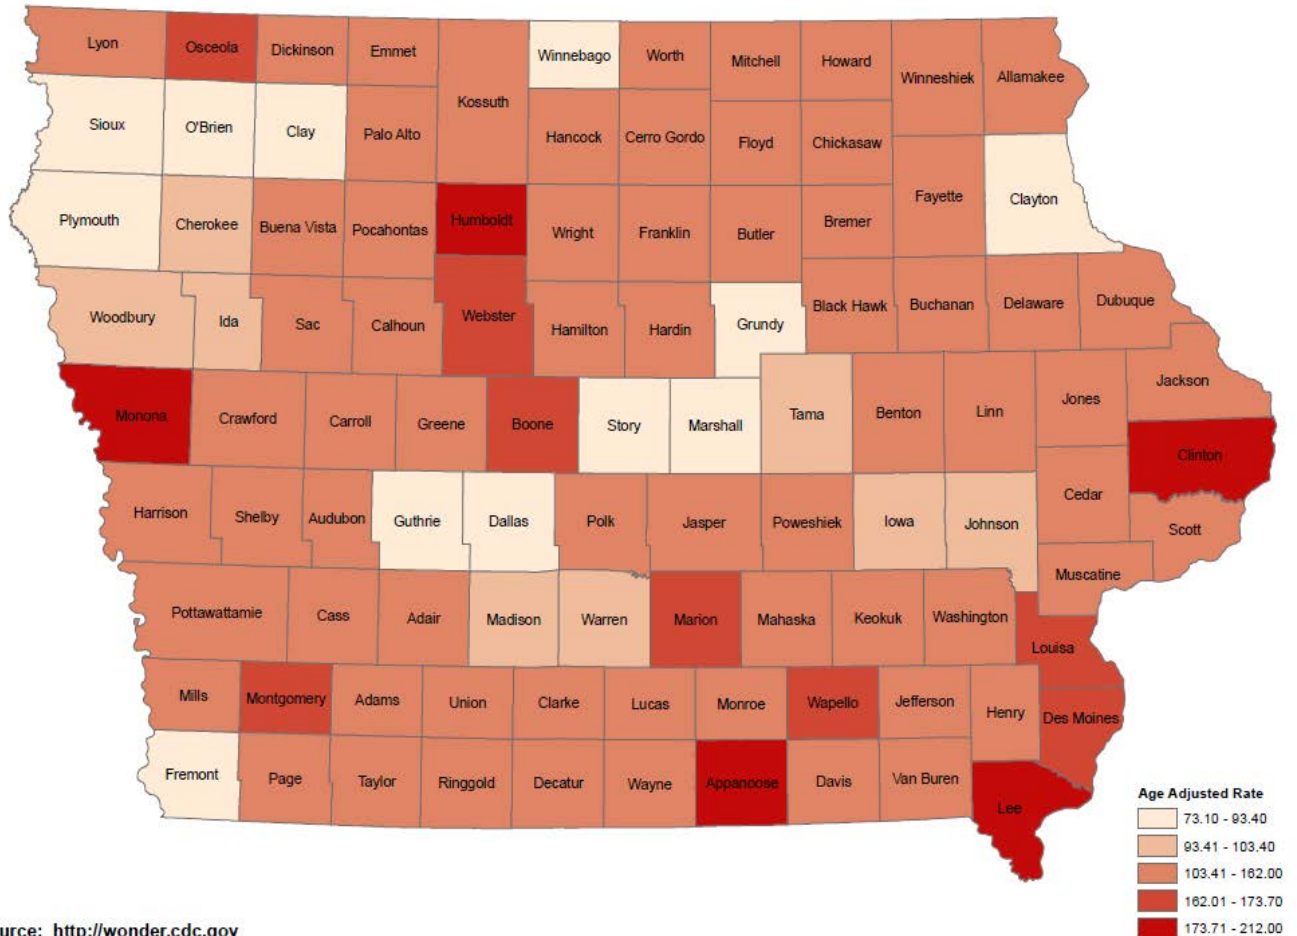 Lyon
Osceola
Dickinson
Emmet
Kossuth
Winnebago
Worth
Mitchell
Howard
Winneshiek
Allamakee
Sioux
O'Brien
Clay
Palo Alto
Hancock
Cerro Gordo
Floyd
Chickasaw
Fayette
Clayton
Plymouth
Cherokee
Buena Vista
Pocahontas
Humboldt
Wright
Franklin
Butler
Bremer
Woodbury
Ida
Sac
Calhoun
Webster
Hamilton
Hardin
Grundy
Black Hawk
Buchanan
Delaware
Dubuque
Monona
Crawford
Carroll
Greene
Boone
Story
Marshall
Tama
Benton
Linn
Jones
Jackson
Clinton
Harrison
Shelby
Audubon
Guthrie
Dallas
Polk
Jasper
Poweshiek
Iowa
Johnson
Cedar
Scott
Muscatine
Pottawattamie
Cass
Adair
Madison
Warren
Marion
Mahaska
Keokuk
Washington
Louisa
Mills
Montgomery
Adams
Union
Clarke
Lucas
Monroe
Wapello
Jefferson
Henry
Des Moines
Fremont
Page
Taylor
Ringgold
Decatur
Wayne
Appanoose
Davis
Van Buren
Lee
Age Adjusted Rate
73.10 - 93.40
93.41 - 103.40
103.41 - 162.00
162.01 - 173.70
173.71 - 212.00
urce: http://wonder.cdc.gov